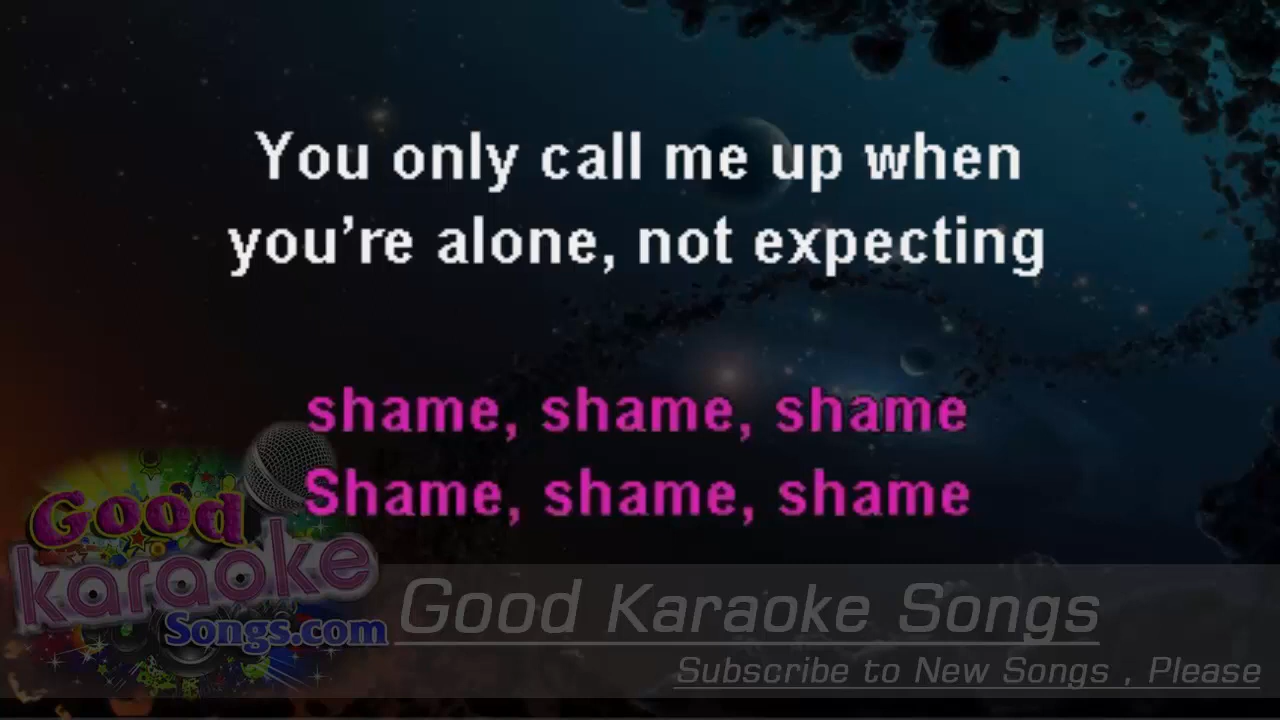 You only call me up when
you're alone, not expecting
shame, shame, shame
Shame, shame, shame
Good
karaoke
Songs.com
Good Karaoke Songs
Subscribe to New Songs , Please